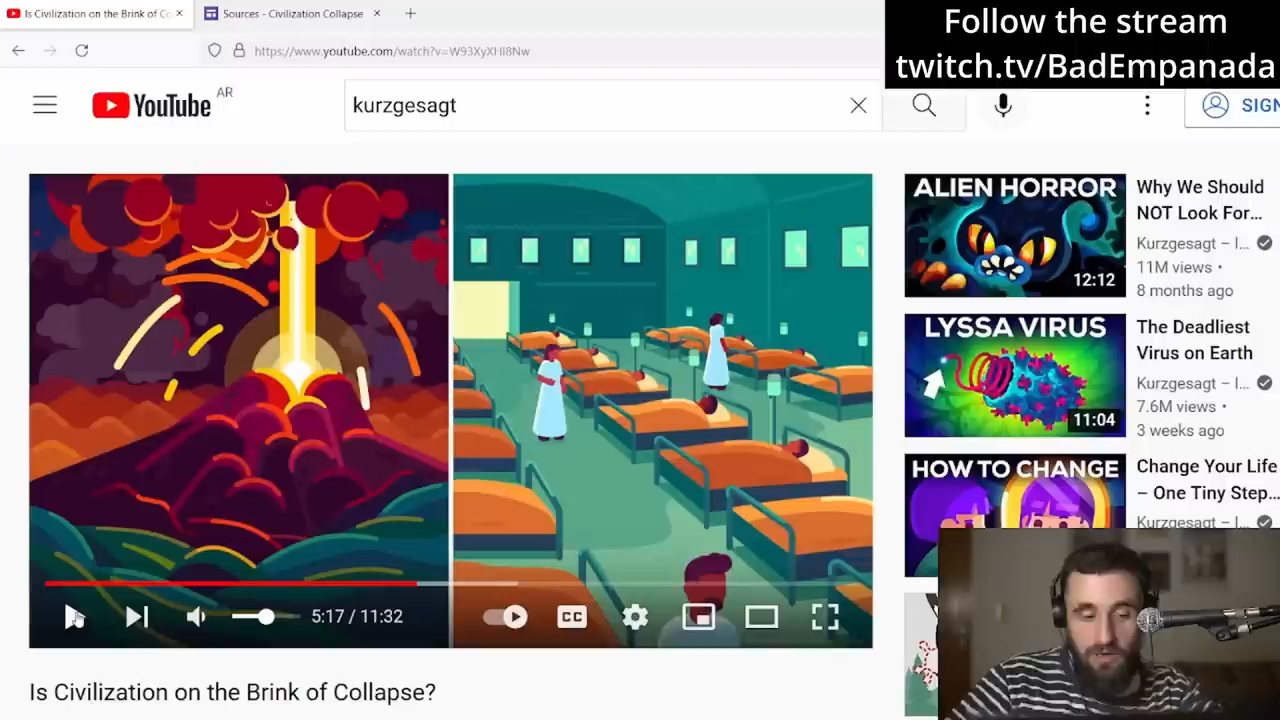 Is Civilization on the Brink of Co
Sources - Civilization Collapse
Follow the stream
twitch.tv/BadEmpanada
https://www.youtube.com/watch?v=W93XyXHI8Nw
YouTube AR
kurzgesagt
SIGN
ALIEN HORROR
12:12
Why We Should
NOT Look For...
Kurzgesagt – I...
11M views •
8 months ago
LYSSA VIRUS
11:04
The Deadliest
Virus on Earth
Kurzgesagt – I...
7.6M views •
3 weeks ago
HOW TO CHANGE
Change Your Life
– One Tiny Step...
Kurzgesagt – I...
5:17 / 11:32
CC
Is Civilization on the Brink of Collapse?